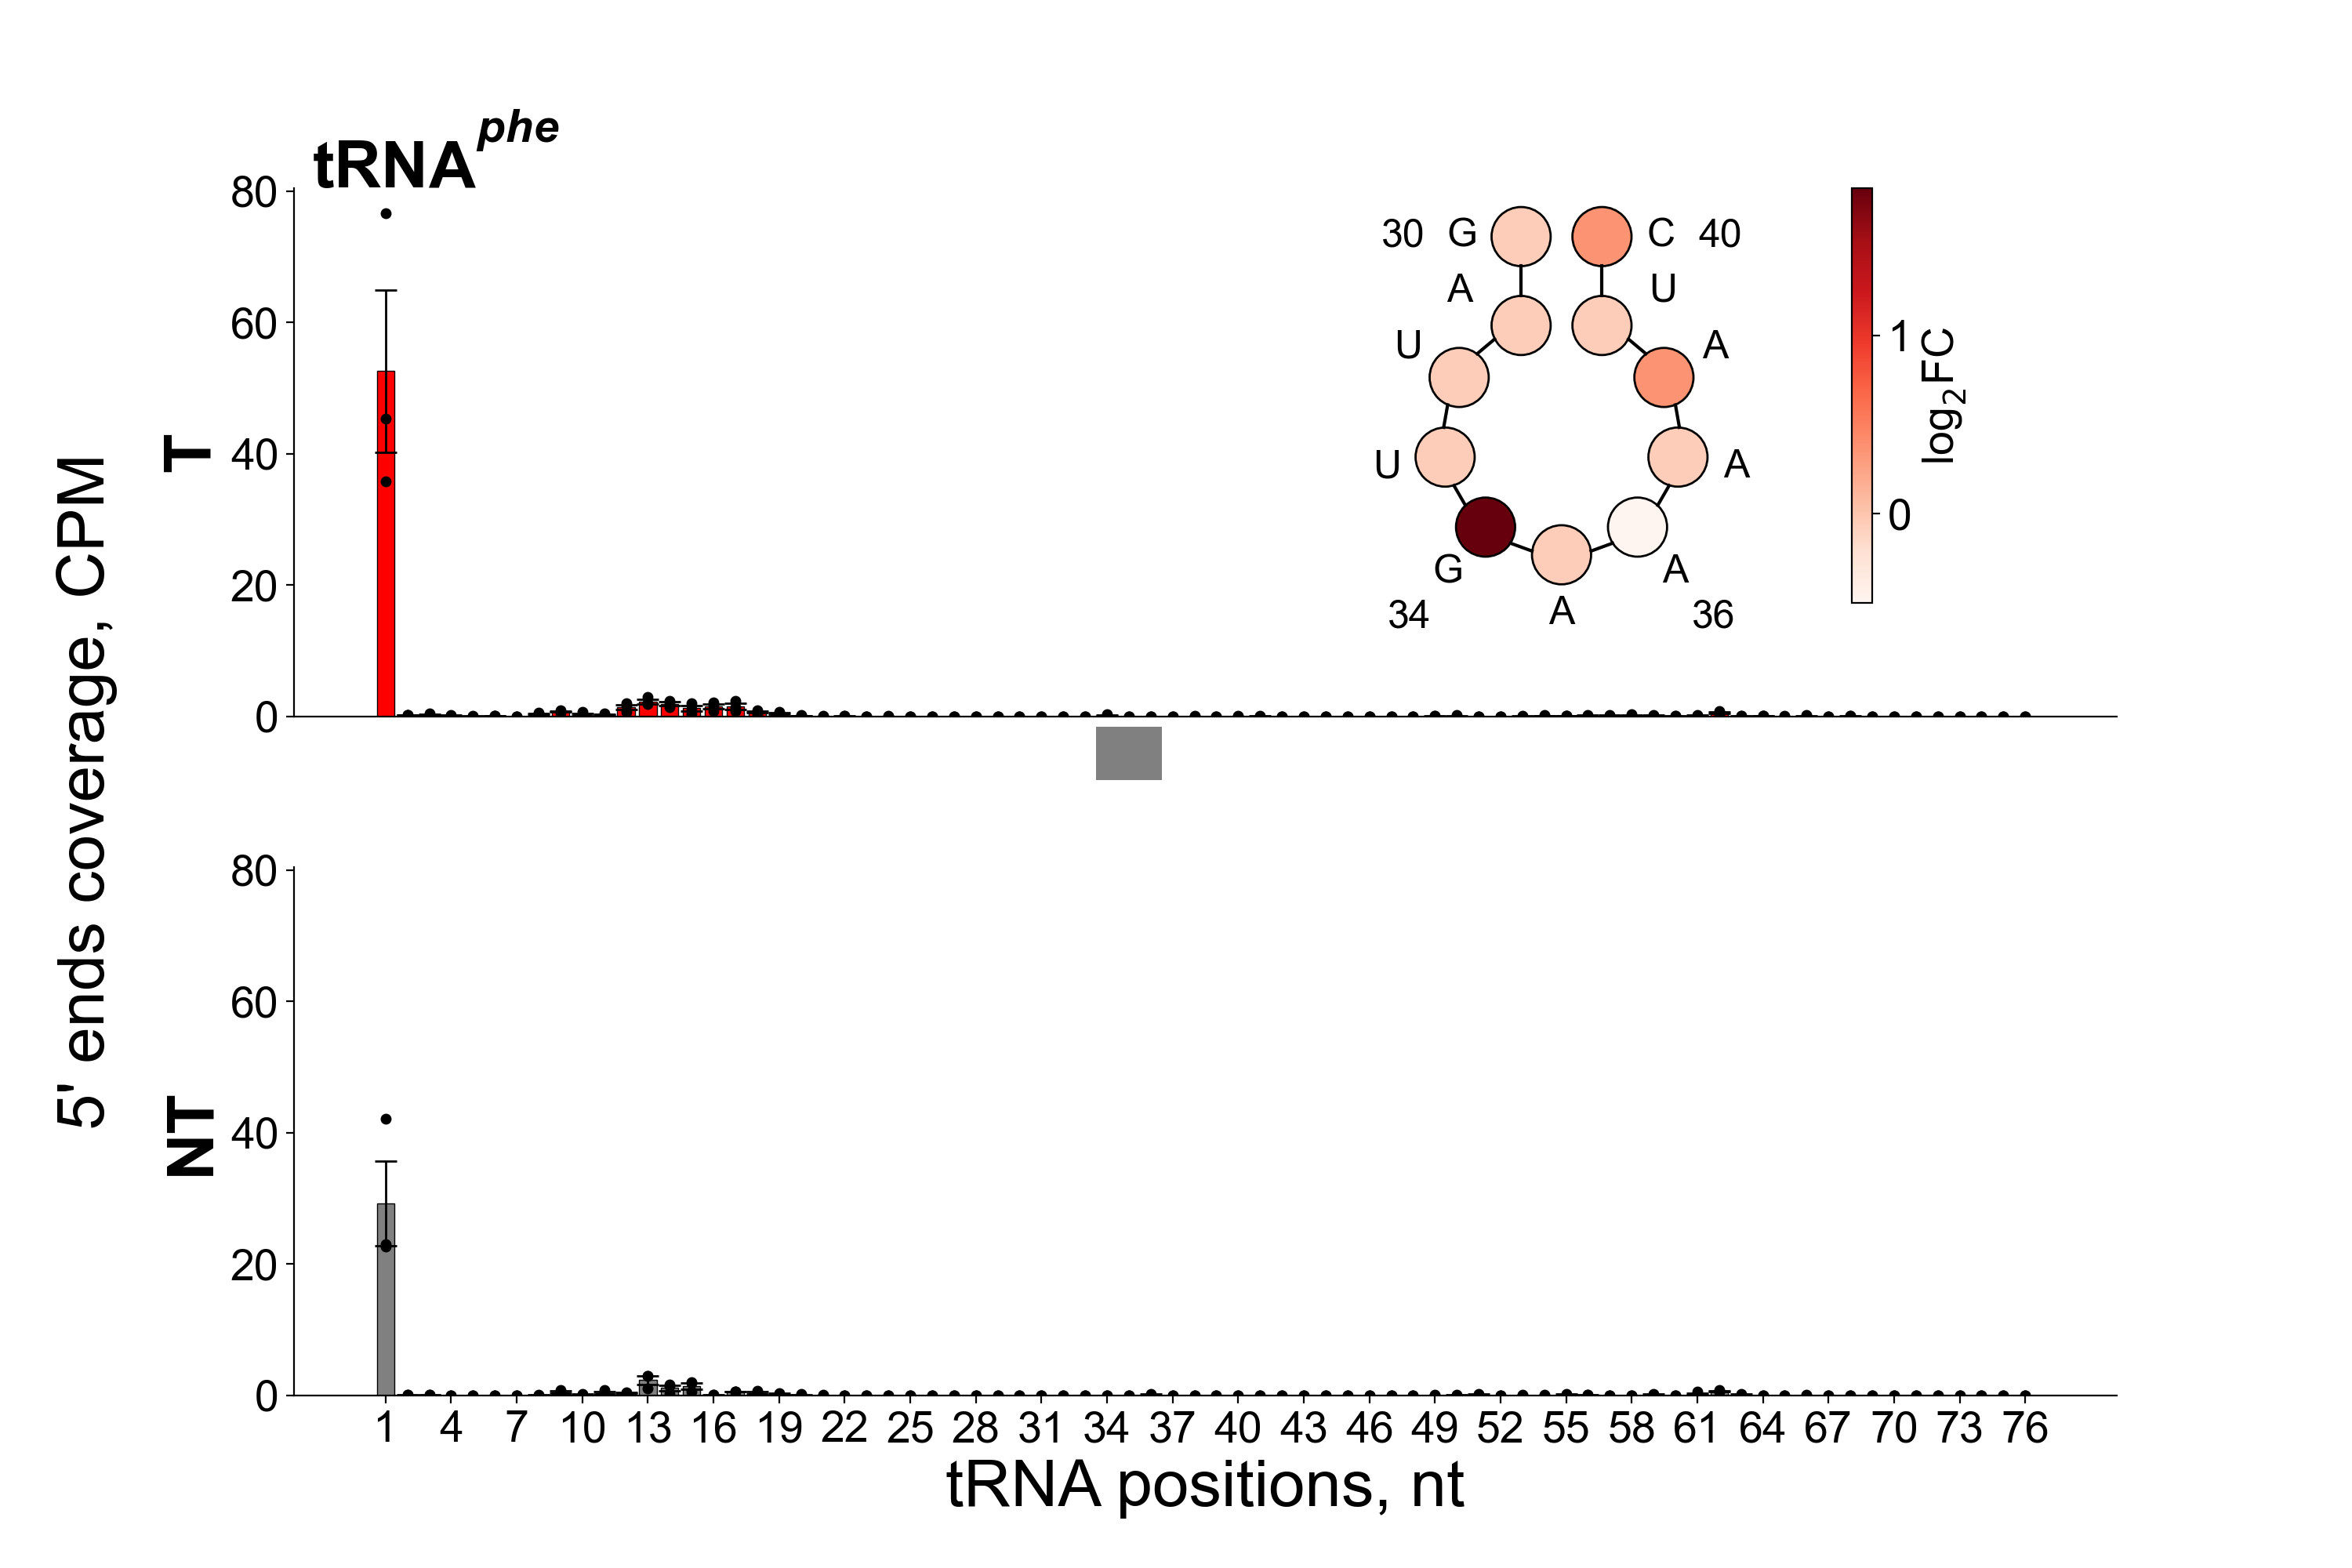 tRNAphe
5' ends coverage, CPM
T
80
60
40
20
0
30 G C 40
A U
U A
U A
G A
A
34 36
1
0
log2FC
NT
80
60
40
20
0
1 4 7 10 13 16 19 22 25 28 31 34 37 40 43 46 49 52 55 58 61 64 67 70 73 76
tRNA positions, nt